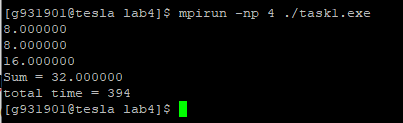 [g931901@tesla lab4]$ mpirun -np 4 ./task1.exe
8.000000
8.000000
16.000000
Sum = 32.000000
total time = 394
[g931901@tesla lab4]$